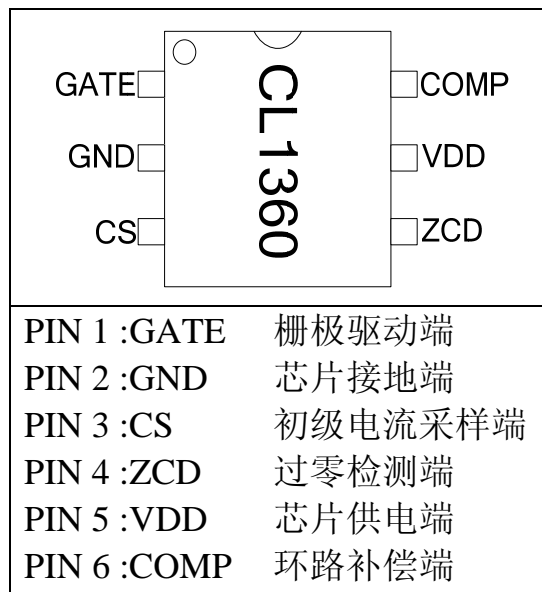 GATE COMP
GND VDD
CS ZCD
CL1360
PIN 1 :GATE 栅极驱动端
PIN 2 :GND 芯片接地端
PIN 3 :CS 初级电流采样端
PIN 4 :ZCD 过零检测端
PIN 5 :VDD 芯片供电端
PIN 6 :COMP 环路补偿端